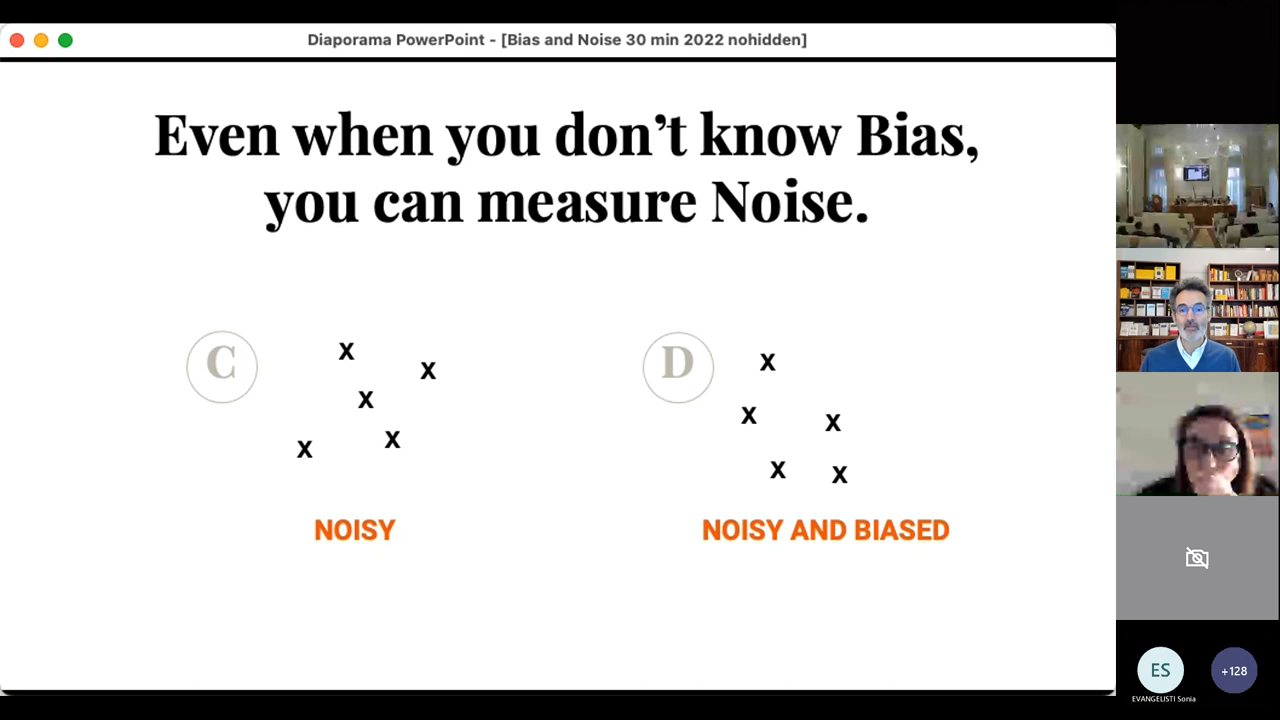 Diaporama PowerPoint - [Bias and Noise 30 min 2022 nohidden]
Even when you don’t know Bias,
you can measure Noise.
C
x
x
x
x
x
D
x
x
x
x
x
NOISY
NOISY AND BIASED
ES
+128
EVANGELISTI Sonia